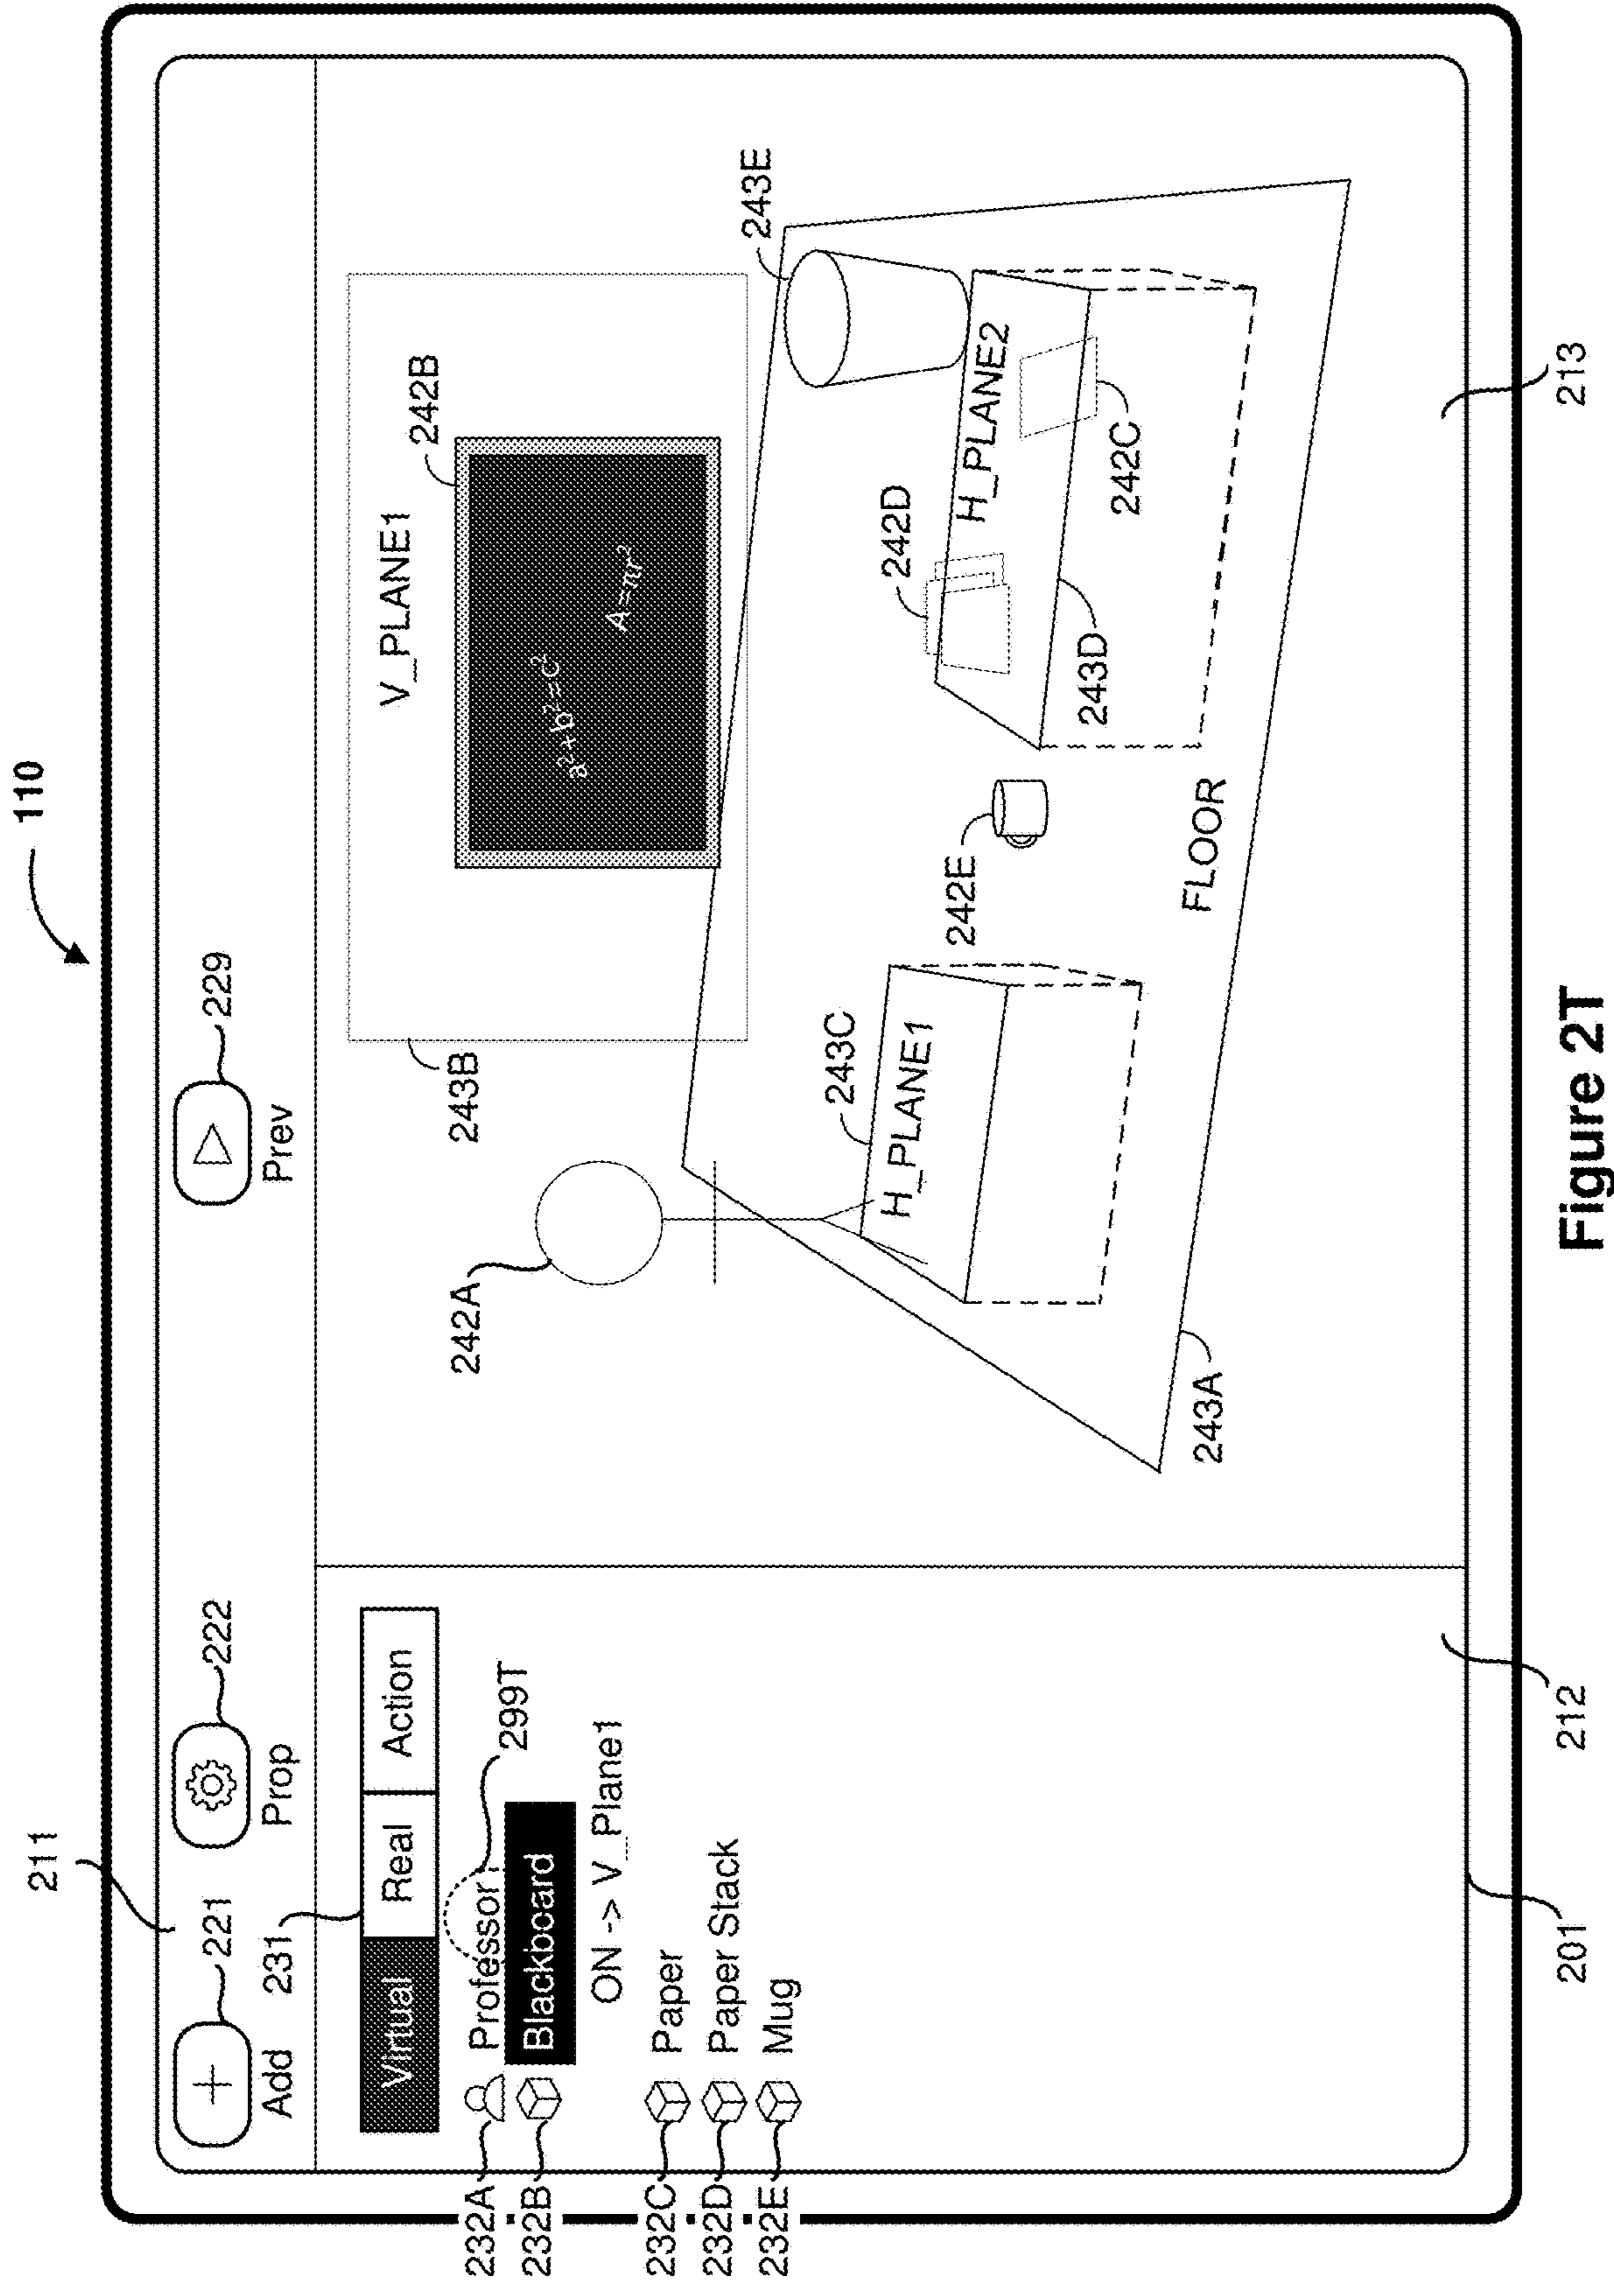 110
211
221
222
229
Add
Prop
Prev
231
Virtual
Real
Action
299T
232A
Professor
232B
Blackboard
ON -> V_Plane1
232C
Paper
232D
Paper Stack
232E
Mug
V_PLANE1
242B
a²+b²=c²
A=πr²
243B
242A
243E
243C
H_PLANE1
242D
H_PLANE2
242E
242C
243D
FLOOR
243A
201
212
213
Figure 2T